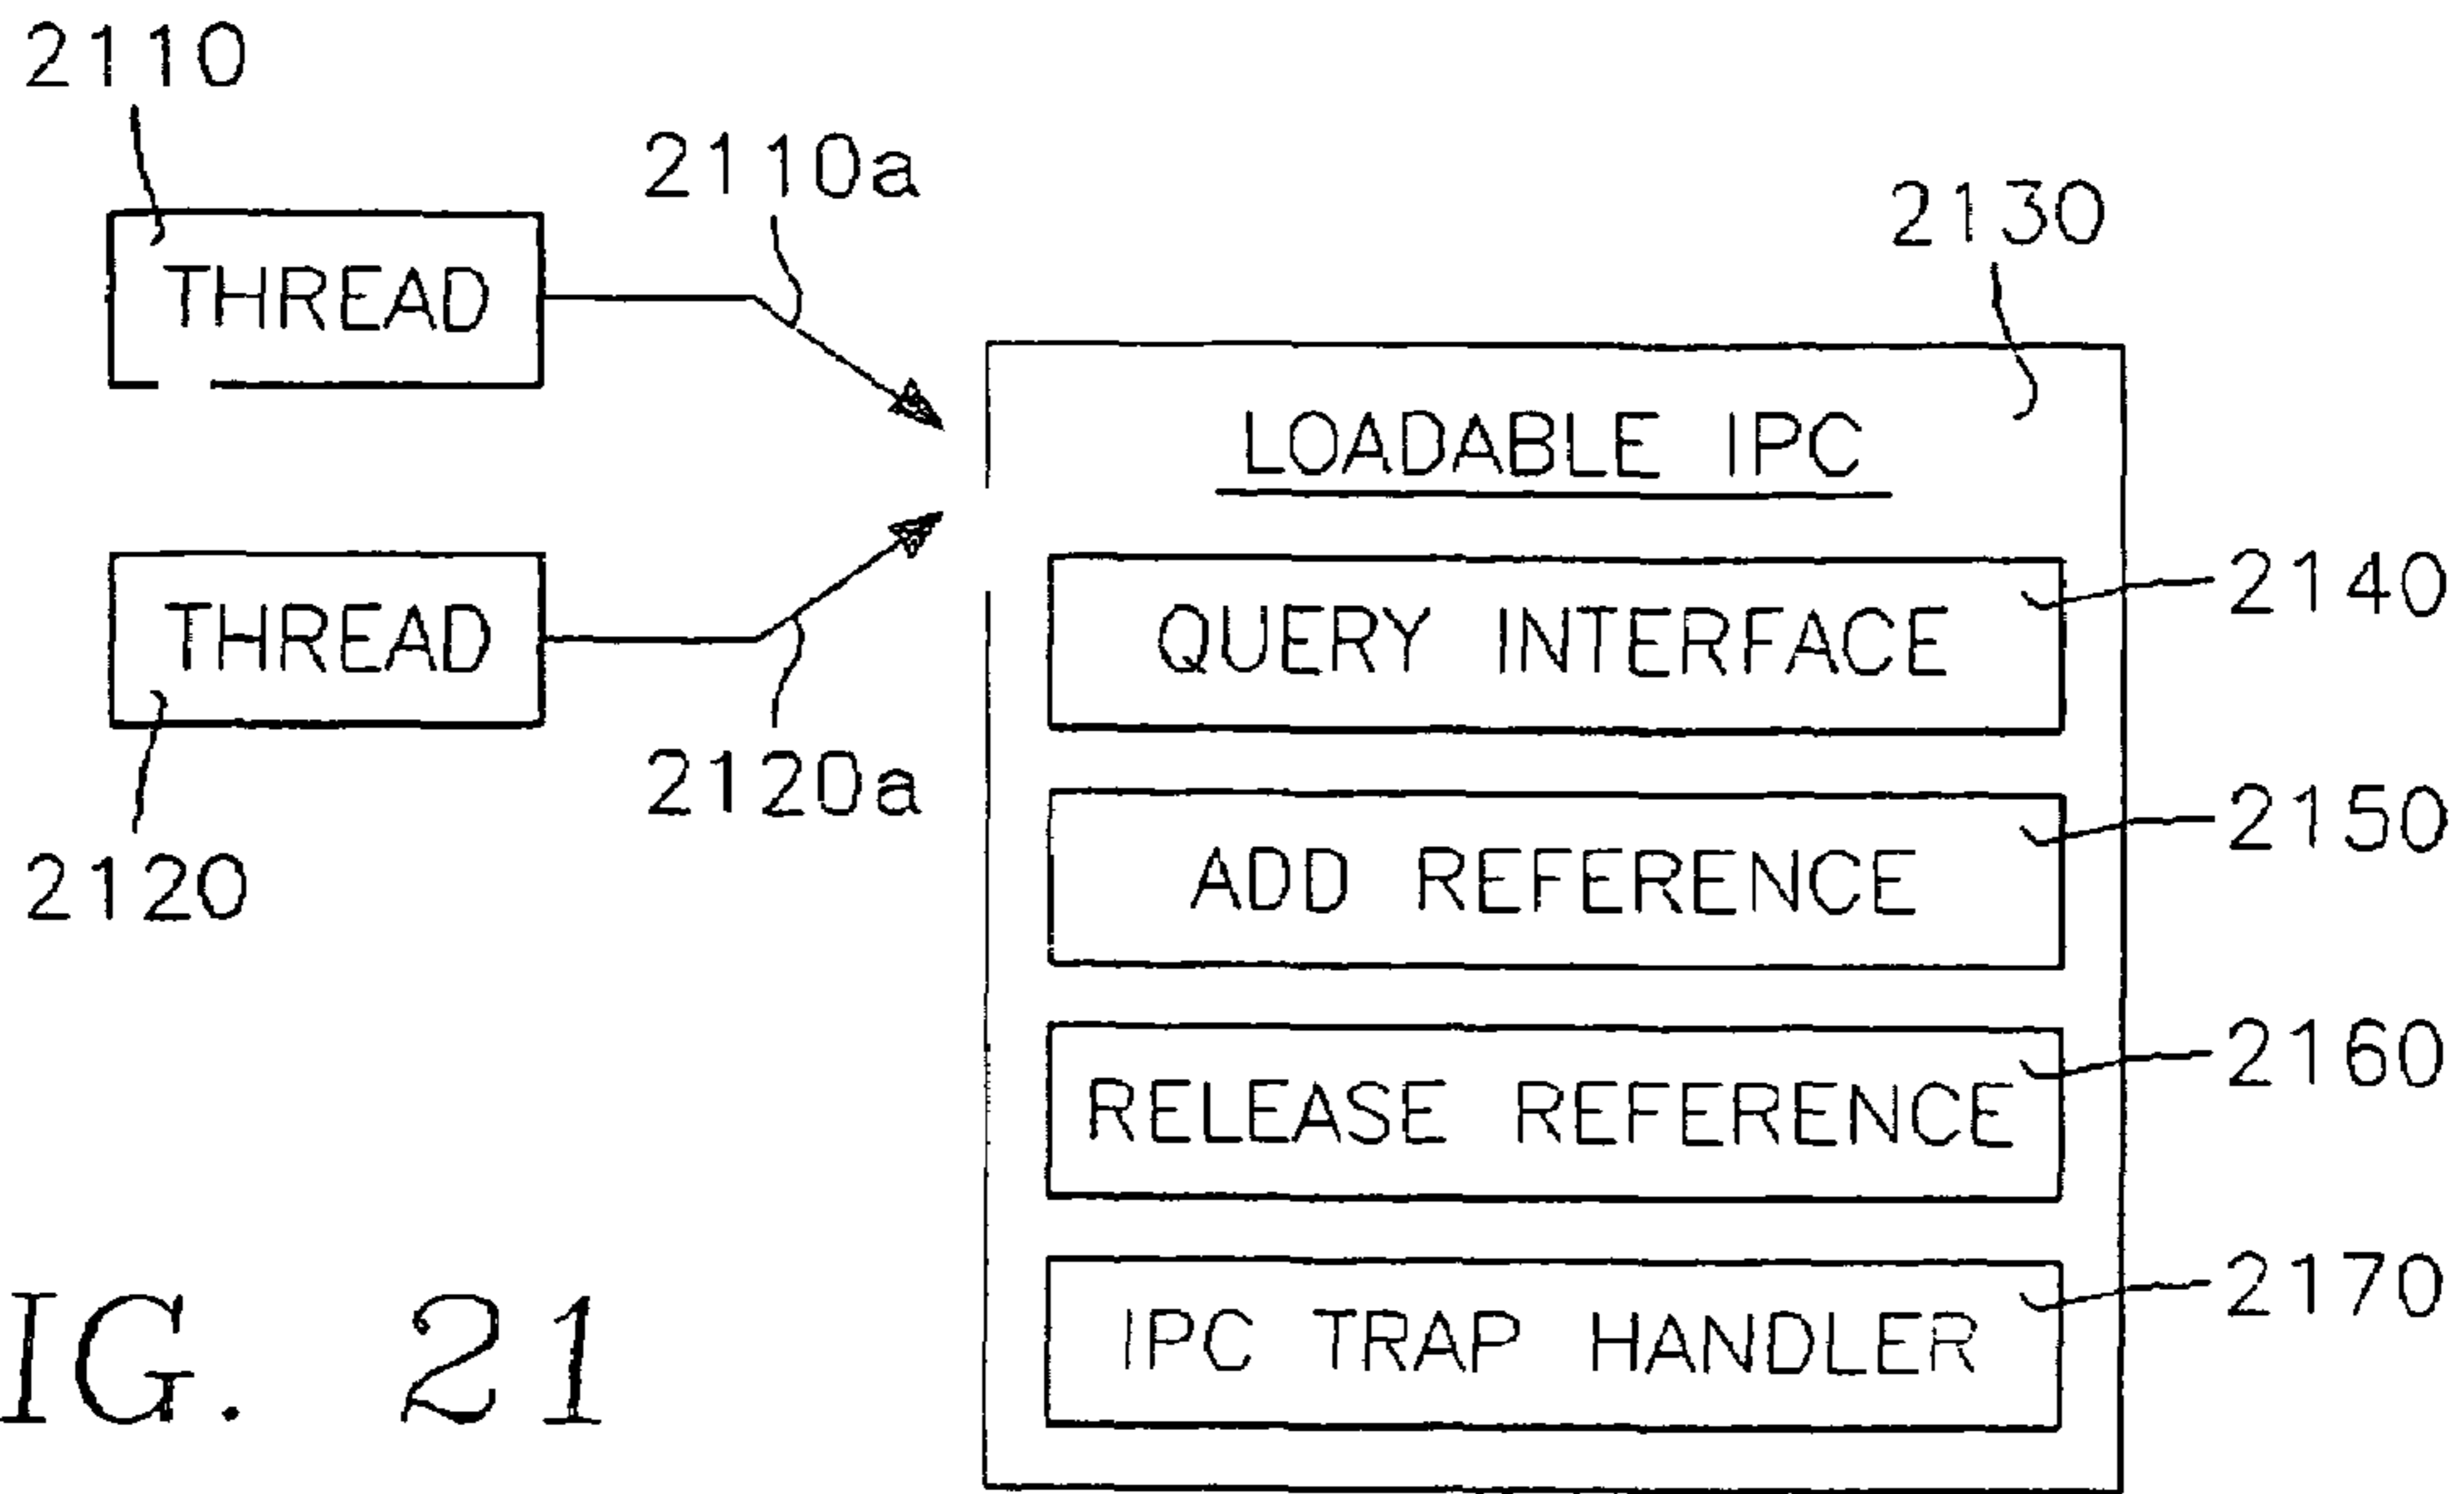 2110
2110a
2130
THREAD
LOADABLE IPC
2140
THREAD
QUERY INTERFACE
2120a
2150
2120
ADD REFERENCE
2160
RELEASE REFERENCE
2170
IPC TRAP HANDLER
IG. 21